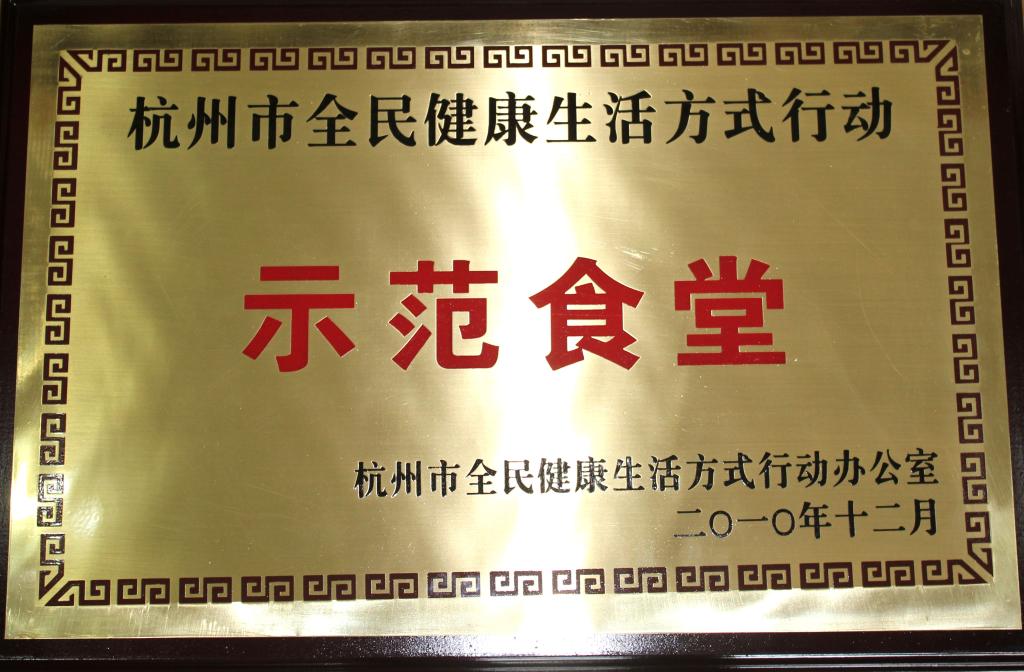 杭州市全民健康生活方式行动
示范食堂
杭州市全民健康生活方式行动办公室
二〇一〇年十二月